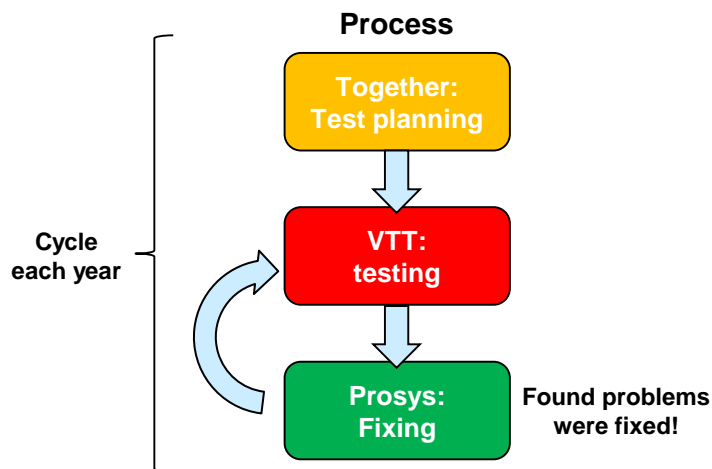 Process
Together:
Test planning
VTT:
testing
Cycle
each year
Prosys:
Fixing
Found problems
were fixed!